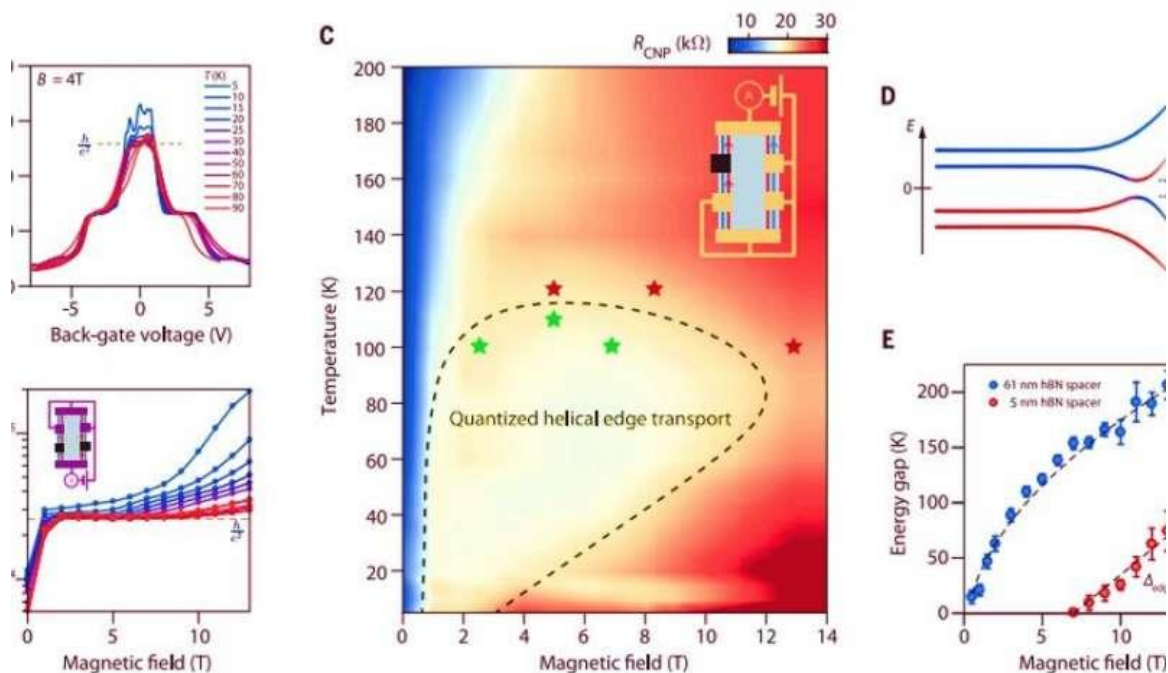 B = 4T
T (K)
5
10
15
20
25
30
40
50
60
70
80
90
h
e²
-5
0
5
Back-gate voltage (V)
0
5
10
Magnetic field (T)
C
R_CNP (kΩ)
10
20
30
200
180
160
140
120
100
80
60
40
20
Temperature (K)
A
Quantized helical edge transport
0
2
4
6
8
10
12
14
Magnetic field (T)
D
E
0
E
61 nm hBN spacer
5 nm hBN spacer
200
150
100
50
0
Energy gap (K)
Δ_edg
0
5
10
Magnetic field (T)